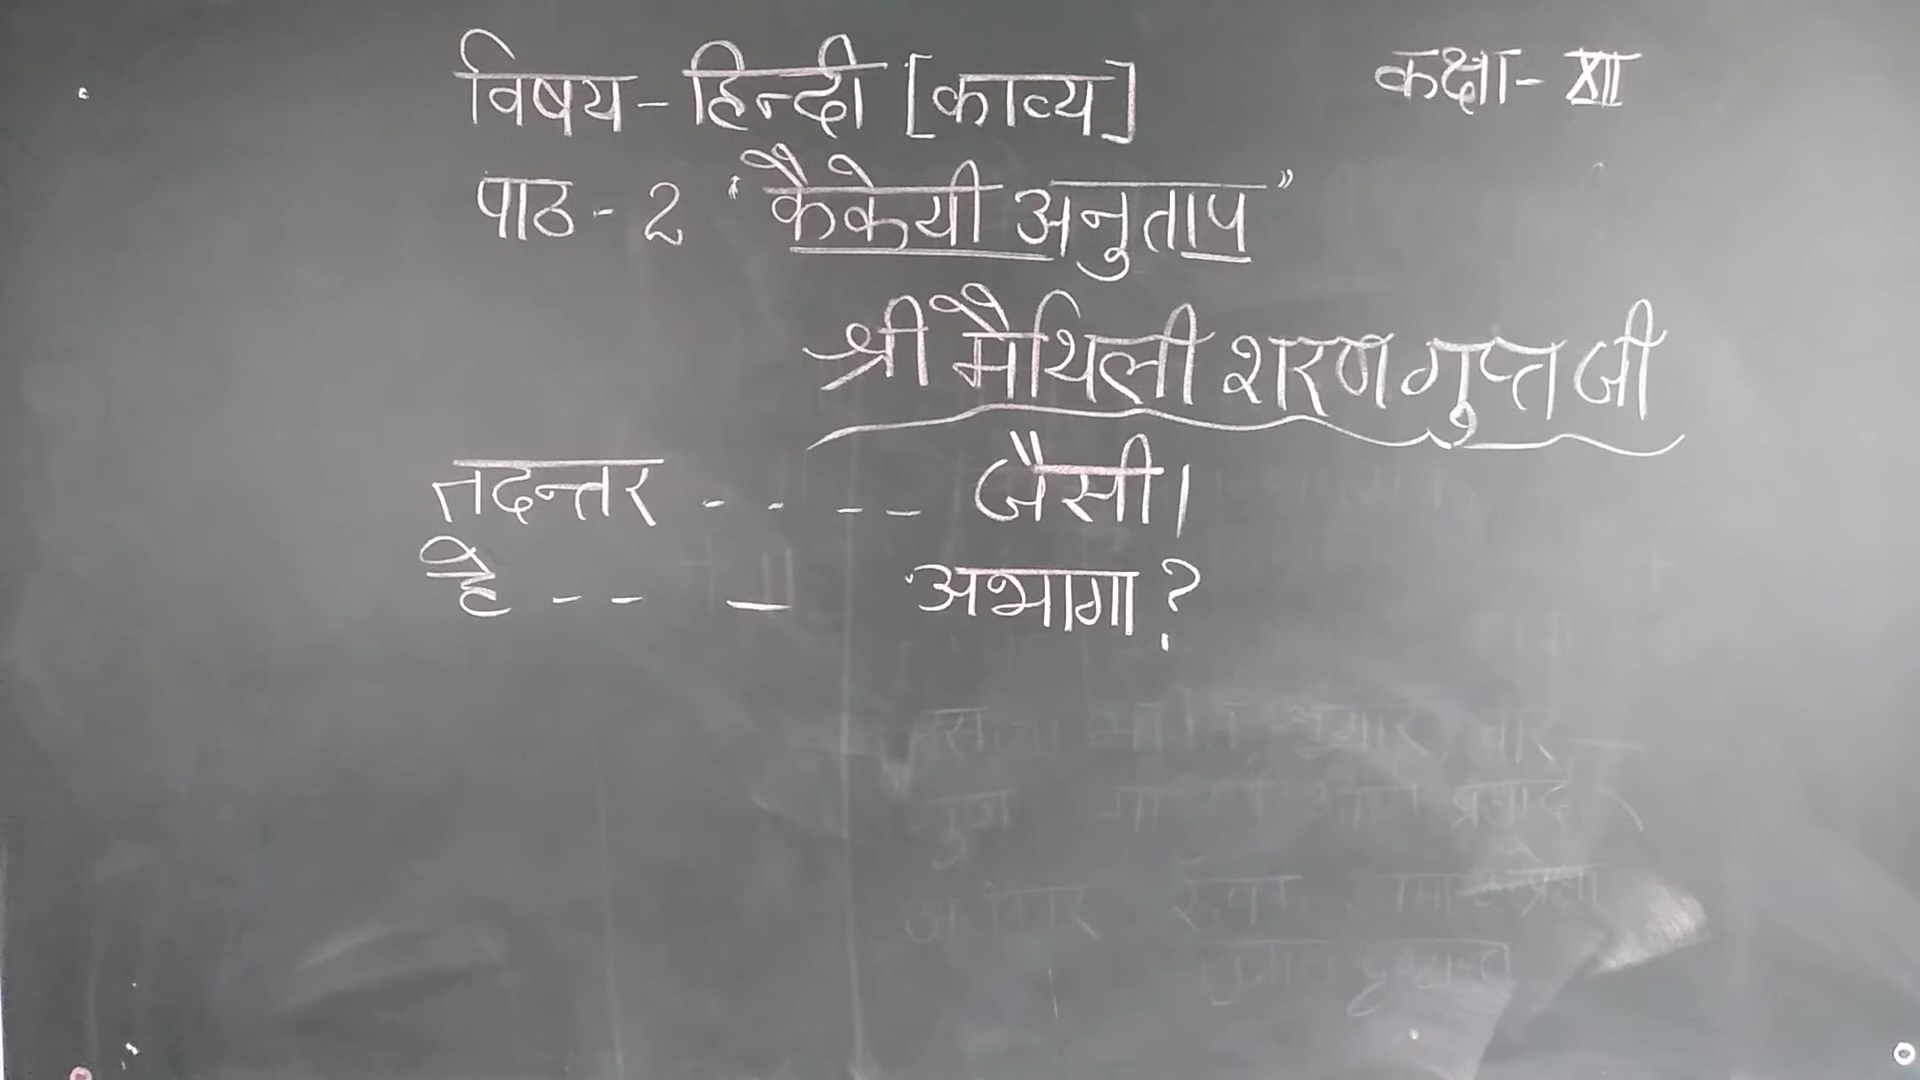 विषय - हिन्दी [काव्य] कक्षा - XII
पाठ - 2 "कैकेयी अनुताप"
श्री मैथिली शरण गुप्त जी
तदन्तर - - - - जैसी।
है - - - अभागा ?